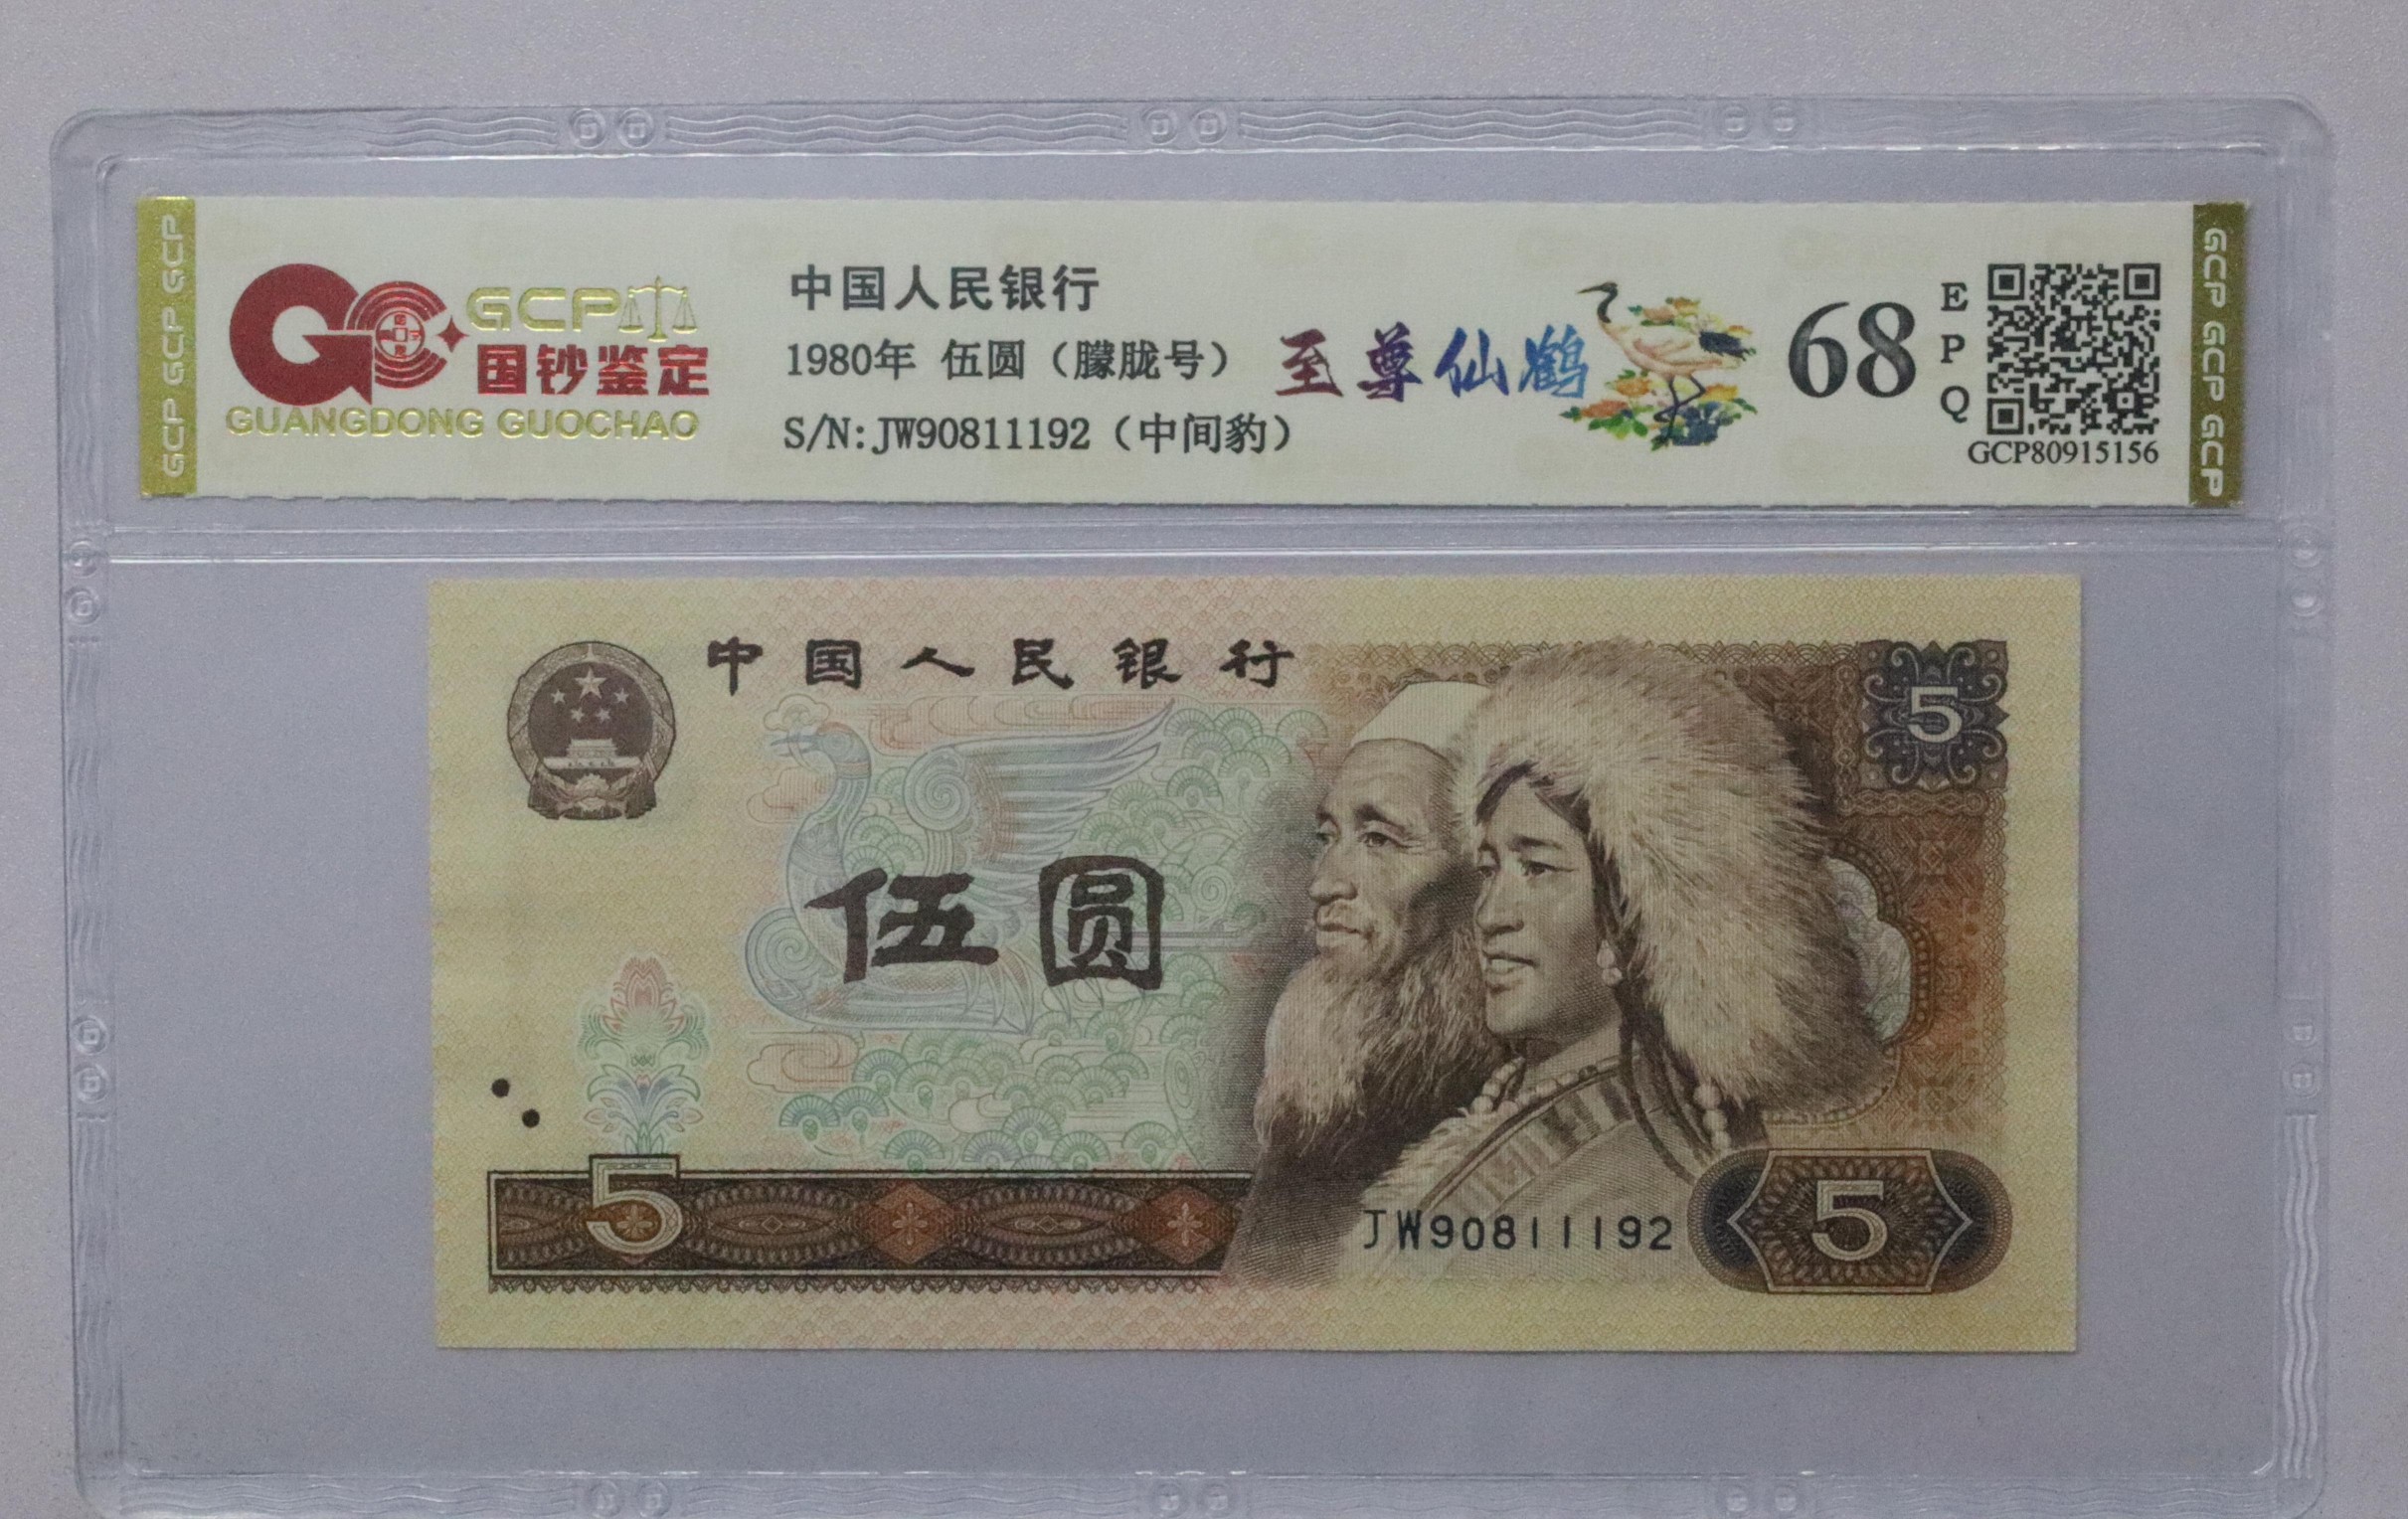 GCP GCP GCP
GCP
国钞鉴定
GUANGDONG GUOCHAO
中国人民银行
1980年 伍圆（朦胧号）
S/N:JW90811192（中间豹）
至尊仙鹤
68
E
P
Q
GCP80915156
GCP GCP GCP
中国人民银行
5
伍圆
5
JW90811192
5